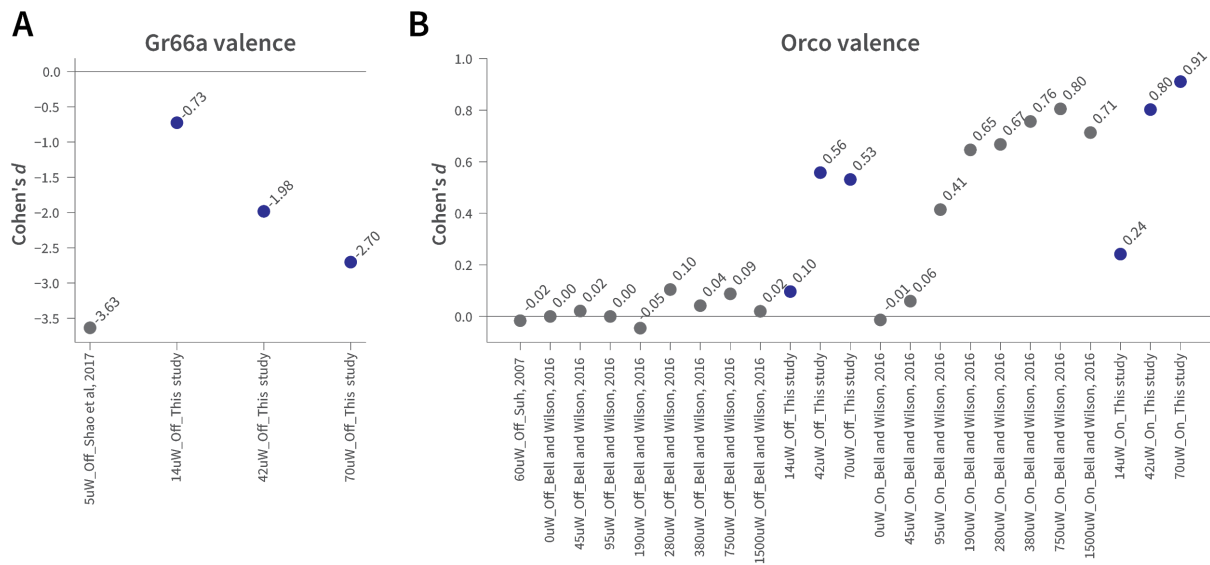 A
Gr66a valence
Cohen's d
0.0
−0.5
−1.0
−1.5
−2.0
−2.5
−3.0
−3.5
-3.63
-0.73
-1.98
-2.70
5uW_Off_Shao et al, 2017
14uW_Off_This study
42uW_Off_This study
70uW_Off_This study
B
Orco valence
Cohen's d
1.0
0.8
0.6
0.4
0.2
0.0
-0.02
0.00
0.02
0.00
-0.05
0.10
0.04
0.09
0.02
0.10
0.56
0.53
-0.01
0.06
0.41
0.65
0.67
0.76
0.80
0.71
0.24
0.80
0.91
60uW_Off_Suh, 2007
0uW_Off_Bell and Wilson, 2016
45uW_Off_Bell and Wilson, 2016
95uW_Off_Bell and Wilson, 2016
190uW_Off_Bell and Wilson, 2016
280uW_Off_Bell and Wilson, 2016
380uW_Off_Bell and Wilson, 2016
750uW_Off_Bell and Wilson, 2016
1500uW_Off_Bell and Wilson, 2016
14uW_Off_This study
42uW_Off_This study
70uW_Off_This study
0uW_On_Bell and Wilson, 2016
45uW_On_Bell and Wilson, 2016
95uW_On_Bell and Wilson, 2016
190uW_On_Bell and Wilson, 2016
280uW_On_Bell and Wilson, 2016
380uW_On_Bell and Wilson, 2016
750uW_On_Bell and Wilson, 2016
1500uW_On_Bell and Wilson, 2016
14uW_On_This study
42uW_On_This study
70uW_On_This study